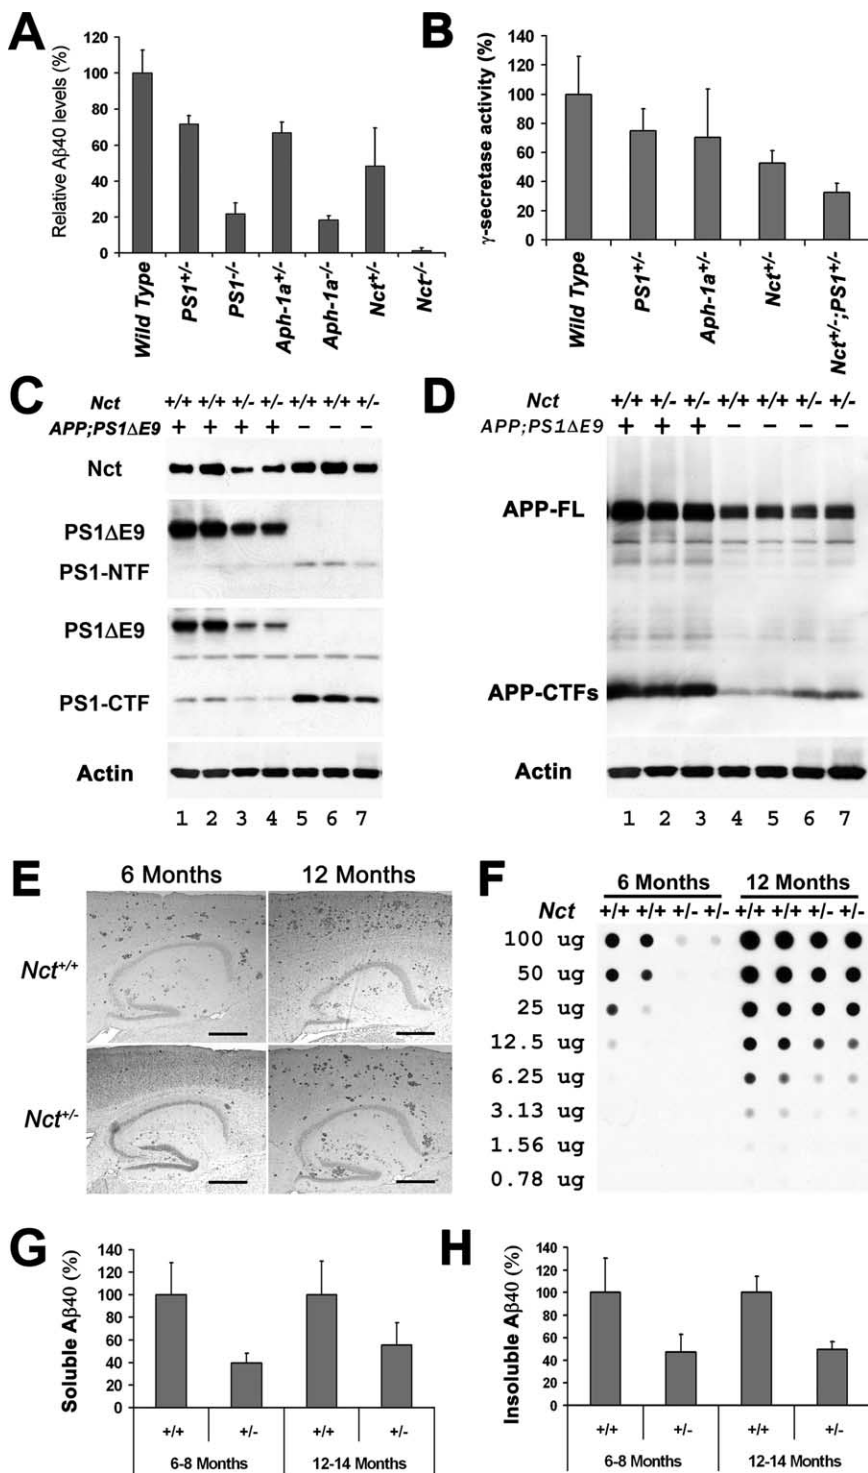 A
Relative Aβ40 levels (%)
120
100
80
60
40
20
0
Wild Type
PS1+/-
PS1-/-
Aph-1a+/-
Aph-1a-/-
Nct+/-
Nct-/-
B
γ-secretase activity (%)
140
120
100
80
60
40
20
0
Wild Type
PS1+/-
Aph-1a+/-
Nct+/-
Nct+/-;PS1+/-
C
Nct +/+ +/+ +/- +/- +/+ +/+ +/-
APP;PS1ΔE9 + + + + − − −
Nct
PS1ΔE9
PS1-NTF
PS1ΔE9
PS1-CTF
Actin
1 2 3 4 5 6 7
D
Nct +/+ +/- +/- +/+ +/+ +/- +/-
APP;PS1ΔE9 + + + − − − −
APP-FL
APP-CTFs
Actin
1 2 3 4 5 6 7
E
6 Months 12 Months
Nct+/+
Nct+/-
F
6 Months 12 Months
Nct +/+ +/+ +/- +/- +/+ +/+ +/- +/-
100 ug
50 ug
25 ug
12.5 ug
6.25 ug
3.13 ug
1.56 ug
0.78 ug
G
Soluble Aβ40 (%)
140
120
100
80
60
40
20
0
+/+ +/- +/+ +/-
6-8 Months 12-14 Months
H
Insoluble Aβ40 (%)
140
120
100
80
60
40
20
0
+/+ +/- +/+ +/-
6-8 Months 12-14 Months